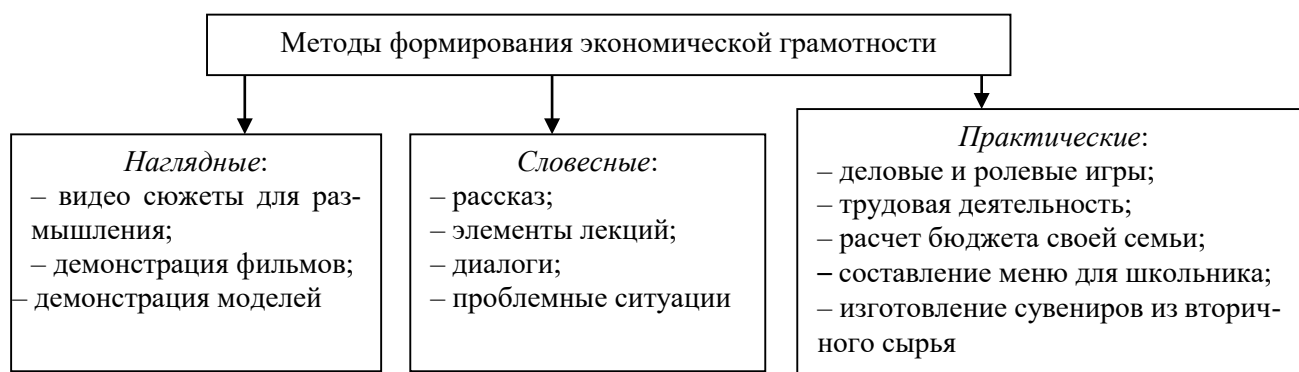 Методы формирования экономической грамотности
Наглядные:
– видео сюжеты для раз-
мышления;
– демонстрация фильмов;
– демонстрация моделей
Словесные:
– рассказ;
– элементы лекций;
– диалоги;
– проблемные ситуации
Практические:
– деловые и ролевые игры;
– трудовая деятельность;
– расчет бюджета своей семьи;
– составление меню для школьника;
– изготовление сувениров из вторич-
ного сырья